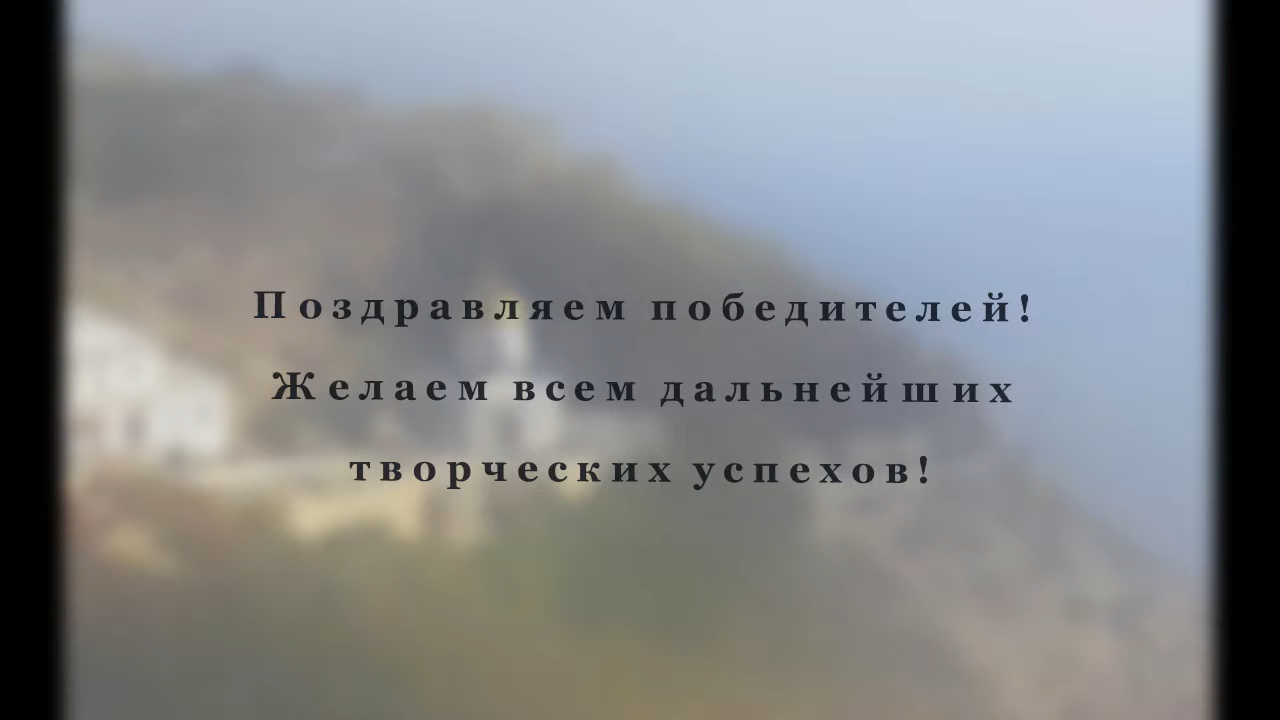 Поздравляем победителей!
Желаем всем дальнейших
творческих успехов!